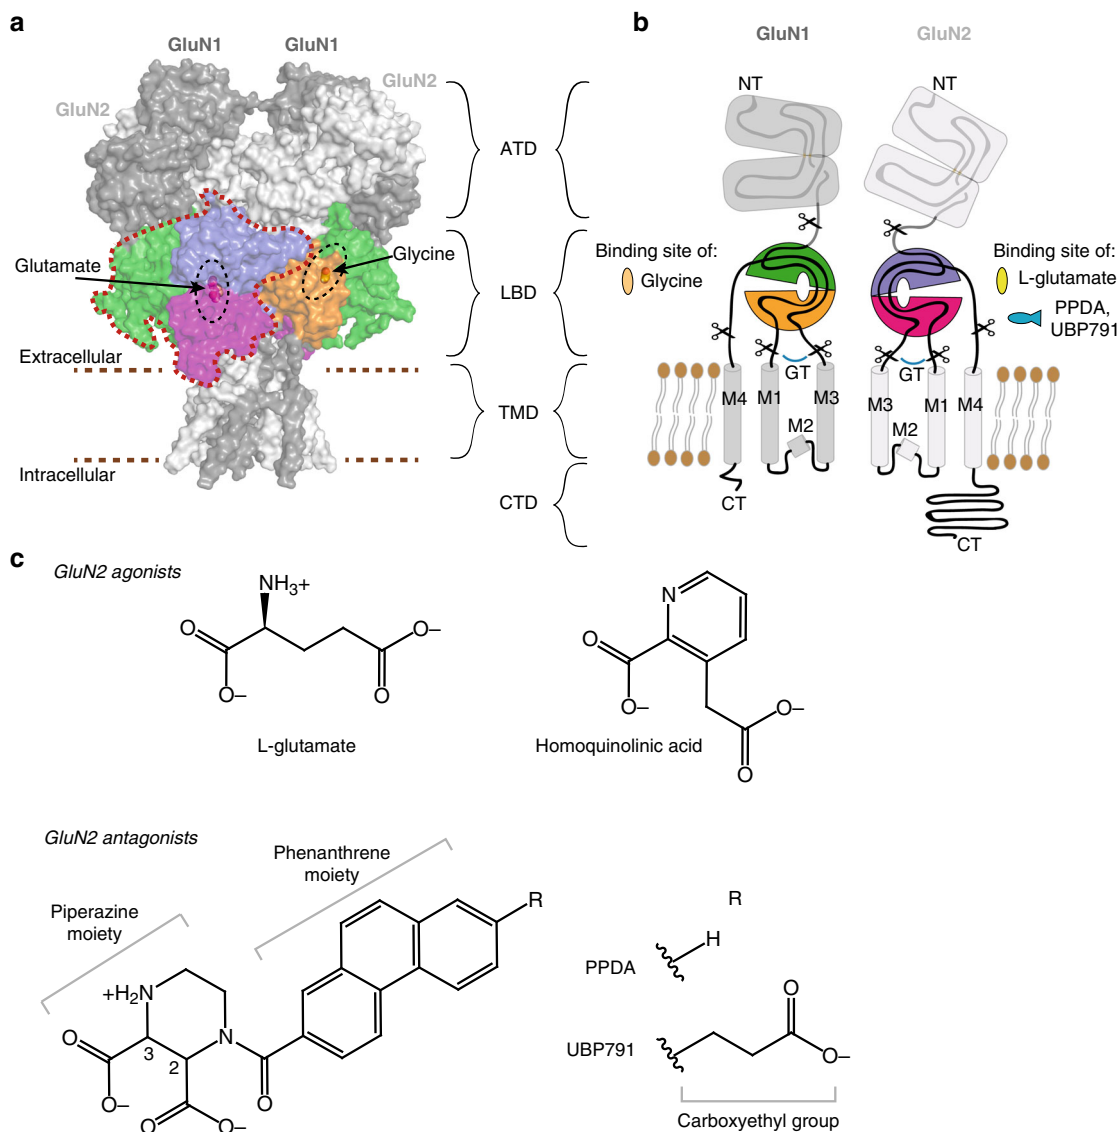 a
GluN1
GluN1
GluN2
GluN2
Glutamate
Glycine
Extracellular
Intracellular
ATD
LBD
TMD
CTD
b
GluN1
GluN2
NT
NT
Binding site of:
Glycine
Binding site of:
L-glutamate
PPDA,
UBP791
GT
GT
M4
M1
M3
M2
M3
M1
M4
M2
CT
CT
c
GluN2 agonists
NH3+
O
O–
O–
O
L-glutamate
N
O
O–
O–
O
Homoquinolinic acid
GluN2 antagonists
Piperazine
moiety
Phenanthrene
moiety
R
+H2N
N
O
3
2
O–
O
O–
O
R
PPDA
H
UBP791
O
O–
Carboxyethyl group